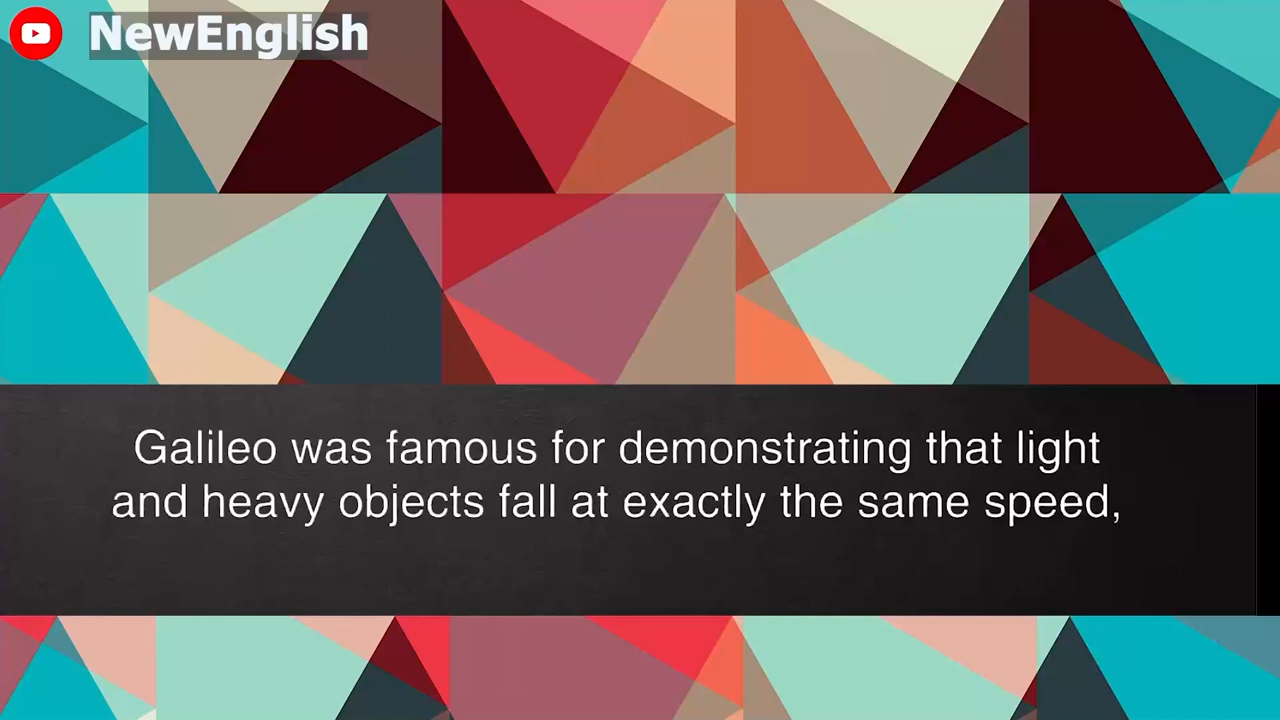 NewEnglish
Galileo was famous for demonstrating that light
and heavy objects fall at exactly the same speed,